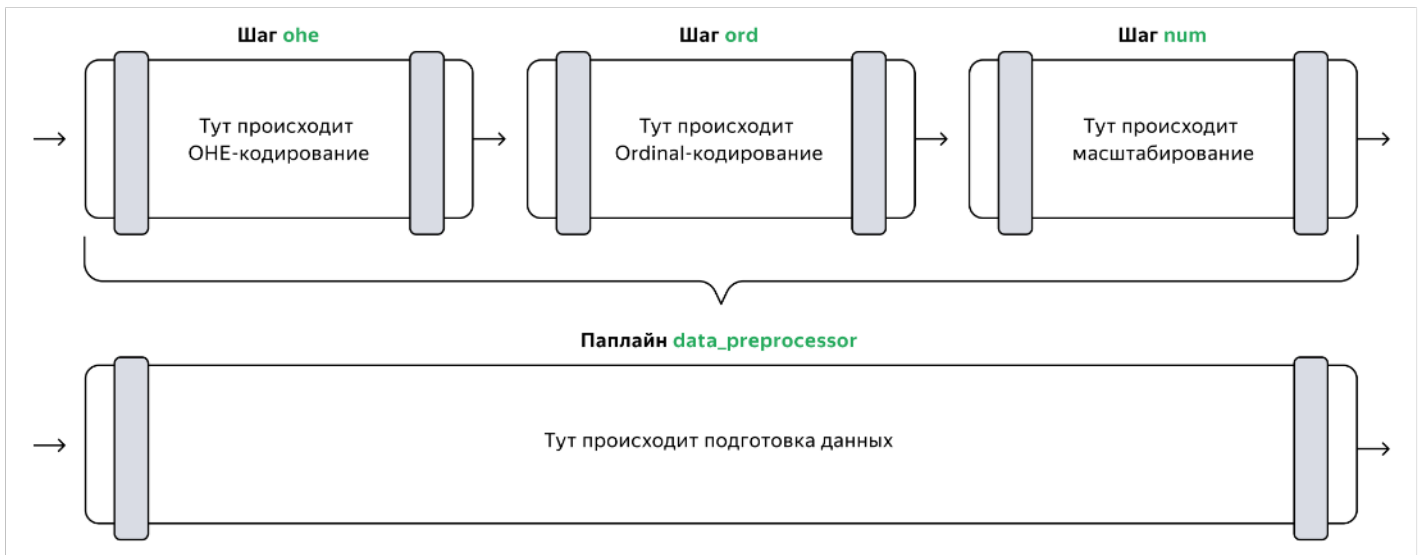 Шаг ohe
Шаг ord
Шаг num
Тут происходит
OHE-кодирование
Тут происходит
Ordinal-кодирование
Тут происходит
масштабирование
Паплайн data_preprocessor
Тут происходит подготовка данных